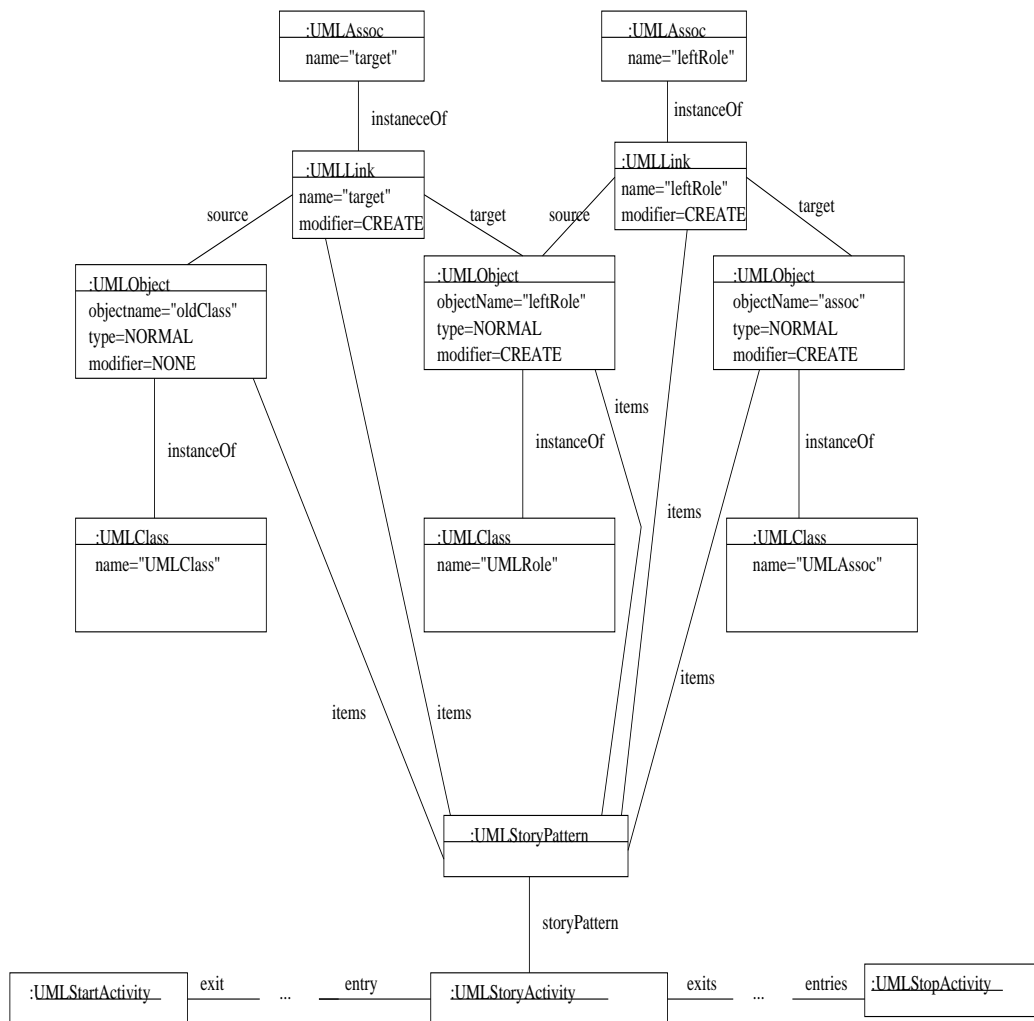 :UMLAssoc
name="target"
:UMLAssoc
name="leftRole"
instaneceOf
instanceOf
:UMLLink
name="target"
modifier=CREATE
:UMLLink
name="leftRole"
modifier=CREATE
source
target
source
target
:UMLObject
objectname="oldClass"
type=NORMAL
modifier=NONE
:UMLObject
objectName="leftRole"
type=NORMAL
modifier=CREATE
:UMLObject
objectName="assoc"
type=NORMAL
modifier=CREATE
items
instanceOf
instanceOf
instanceOf
items
:UMLClass
name="UMLClass"
:UMLClass
name="UMLRole"
:UMLClass
name="UMLAssoc"
items
items
items
:UMLStoryPattern
storyPattern
:UMLStartActivity
exit
...
entry
:UMLStoryActivity
exits
...
entries
:UMLStopActivity